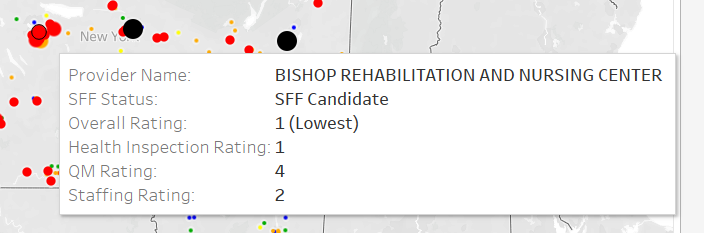 New York
Provider Name: BISHOP REHABILITATION AND NURSING CENTER
SFF Status: SFF Candidate
Overall Rating: 1 (Lowest)
Health Inspection Rating: 1
QM Rating: 4
Staffing Rating: 2